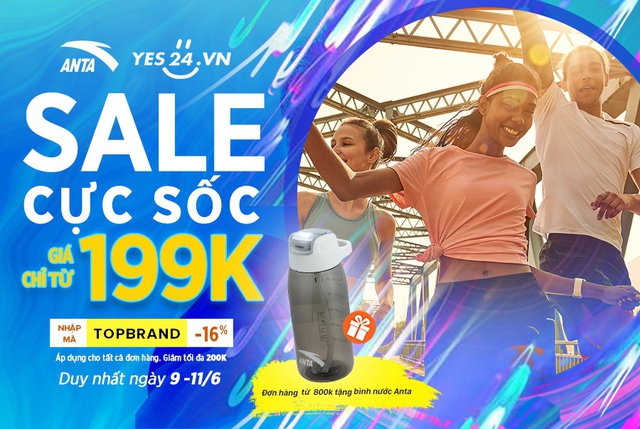 ANTA YES24.VN
SALE
CỰC SỐC
GIÁ
CHỈ TỪ 199K
NHẬP
MÃ TOPBRAND -16%
Áp dụng cho tất cả đơn hàng. Giảm tối đa 200K
Duy nhất ngày 9 -11/6
ANTA
Đơn hàng từ 800k tặng bình nước Anta